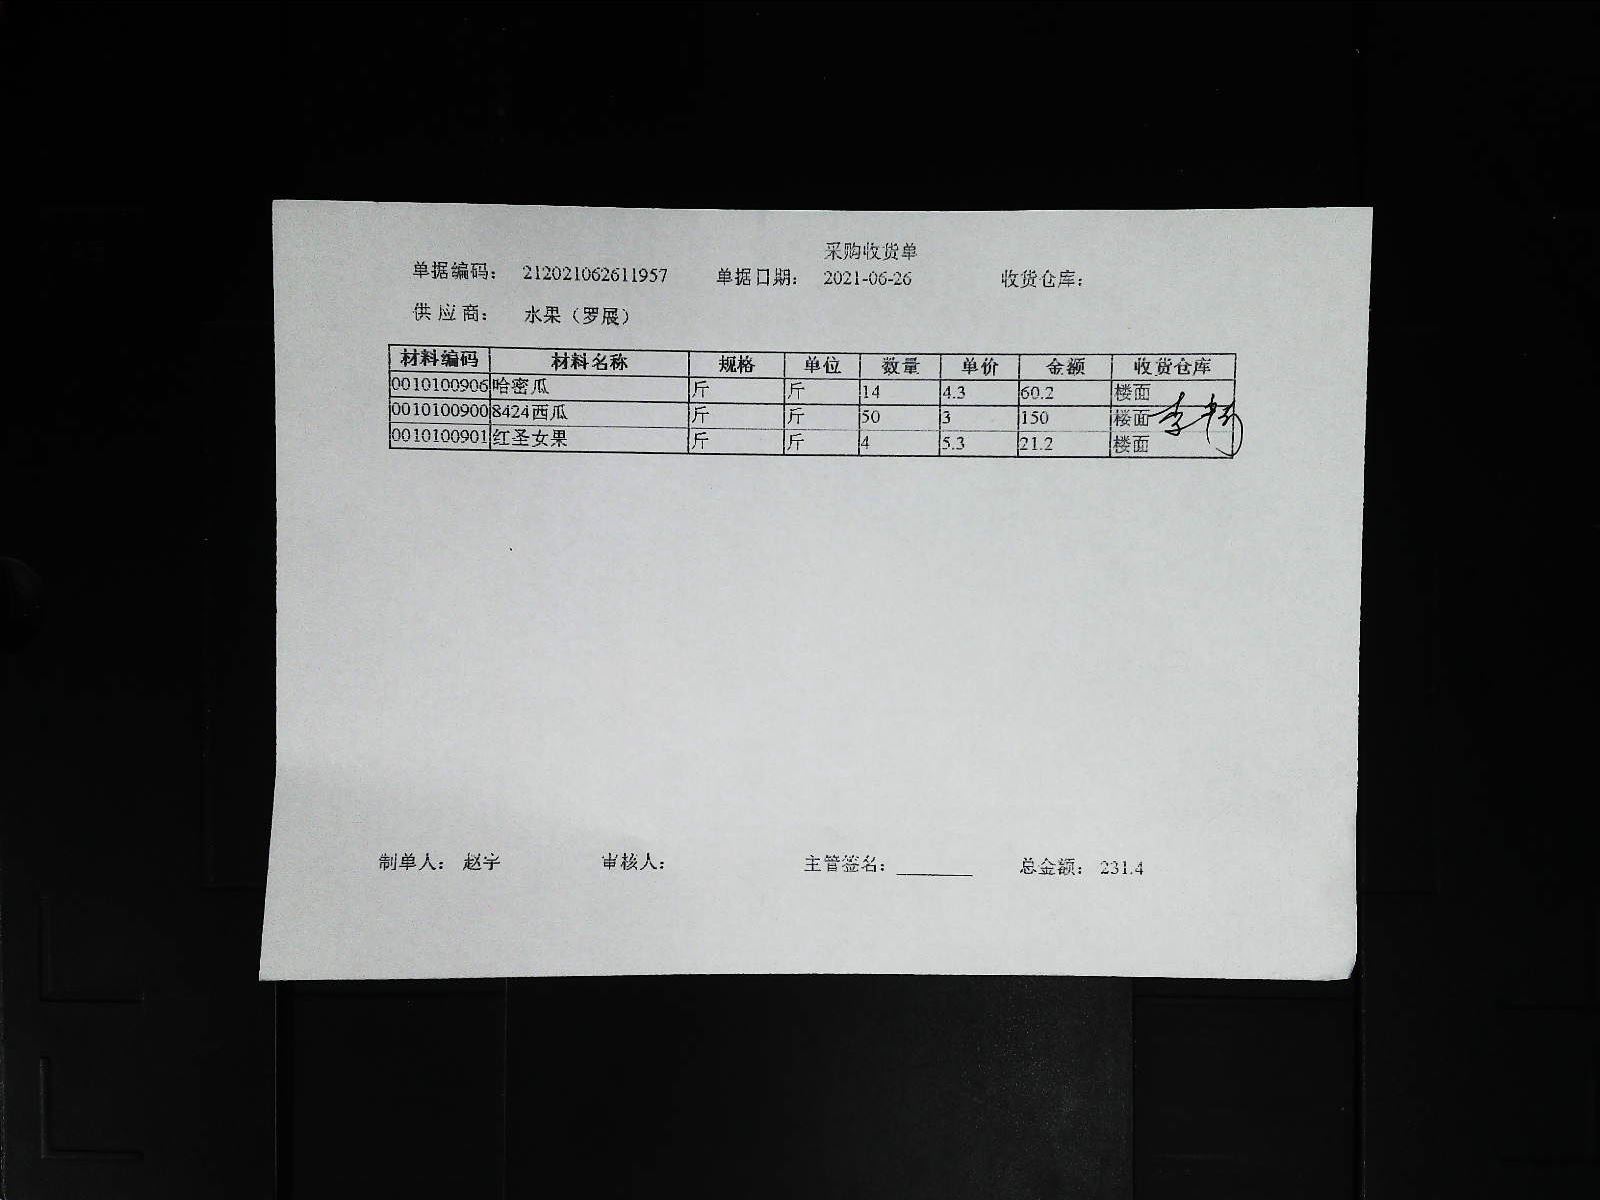 采购收货单
单据编码： 212021062611957 单据日期： 2021-06-26 收货仓库：
供应商： 水果（罗展）
材料编码 材料名称 规格 单位 数量 单价 金额 收货仓库
0010100906 哈密瓜 斤 斤 14 4.3 60.2 楼面
0010100900 8424西瓜 斤 斤 50 3 150 楼面
0010100901 红圣女果 斤 斤 4 5.3 21.2 楼面
制单人： 赵宇 审核人： 主管签名： 总金额： 231.4